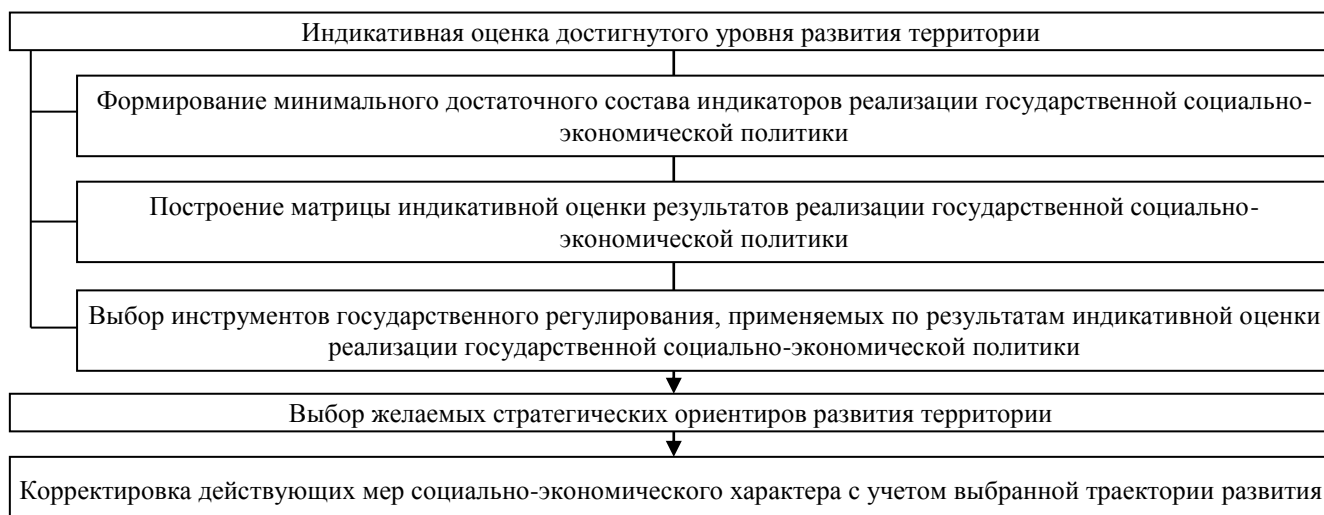 Индикативная оценка достигнутого уровня развития территории
Формирование минимального достаточного состава индикаторов реализации государственной социально-
экономической политики
Построение матрицы индикативной оценки результатов реализации государственной социально-
экономической политики
Выбор инструментов государственного регулирования, применяемых по результатам индикативной оценки
реализации государственной социально-экономической политики
Выбор желаемых стратегических ориентиров развития территории
Корректировка действующих мер социально-экономического характера с учетом выбранной траектории развития